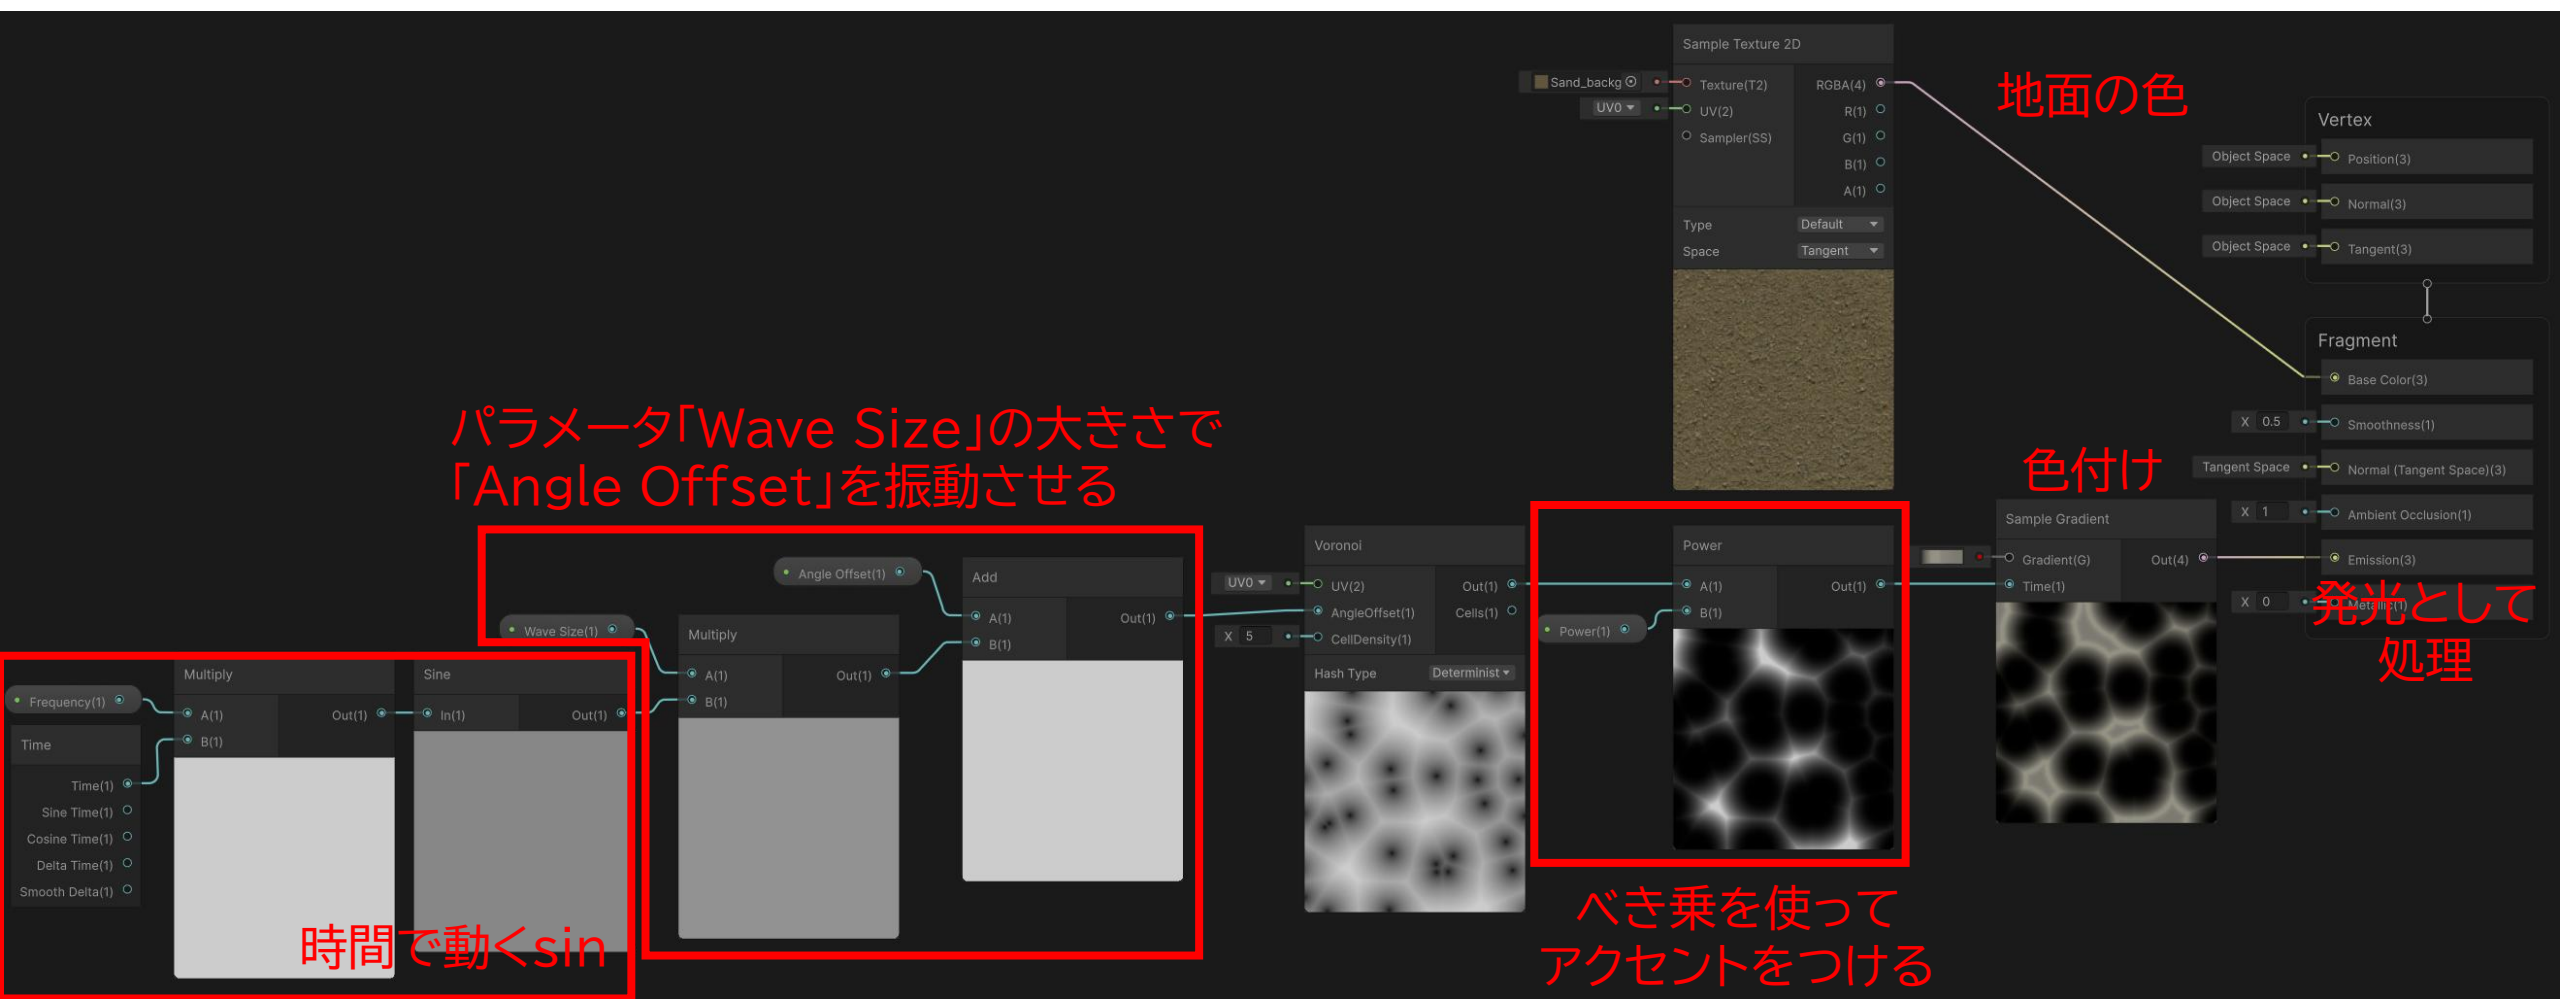 Sample Texture 2D
Sand_backg
Texture(T2)
RGBA(4)
UV0
UV(2)
R(1)
Sampler(SS)
G(1)
B(1)
A(1)
Type
Default
Space
Tangent
地面の色
Vertex
Object Space
Position(3)
Object Space
Normal(3)
Object Space
Tangent(3)
Fragment
Base Color(3)
X 0.5
Smoothness(1)
Tangent Space
Normal (Tangent Space)(3)
X 1
Ambient Occlusion(1)
Emission(3)
X 0
Metallic(1)
発光として
処理
パラメータ「Wave Size」の大きさで
「Angle Offset」を振動させる
色付け
Sample Gradient
Gradient(G)
Out(4)
Time(1)
Power
A(1)
Out(1)
B(1)
Power(1)
べき乗を使って
アクセントをつける
Voronoi
UV0
UV(2)
Out(1)
AngleOffset(1)
Cells(1)
X 5
CellDensity(1)
Hash Type
Determinist
Angle Offset(1)
Add
A(1)
Out(1)
B(1)
Wave Size(1)
Multiply
A(1)
Out(1)
B(1)
Frequency(1)
Multiply
A(1)
Out(1)
B(1)
Sine
In(1)
Out(1)
Time
Time(1)
Sine Time(1)
Cosine Time(1)
Delta Time(1)
Smooth Delta(1)
時間で動くsin